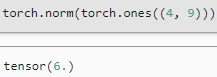 torch.norm(torch.ones((4, 9)))
tensor(6.)